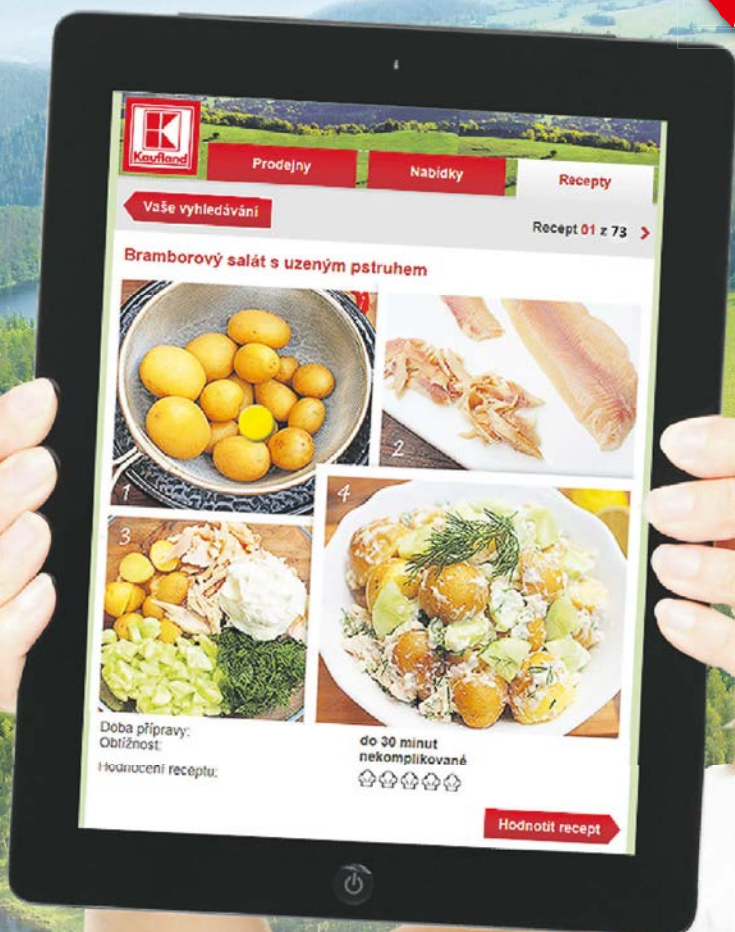 Kaufland
Prodejny
Nabídky
Recepty
Vaše vyhledávání
Recept 01 z 73
Bramborový salát s uzeným pstruhem
1
2
3
4
Doba přípravy:
do 30 minut
Obtížnost:
nekomplikované
Hodnocení receptu:
Hodnotit recept